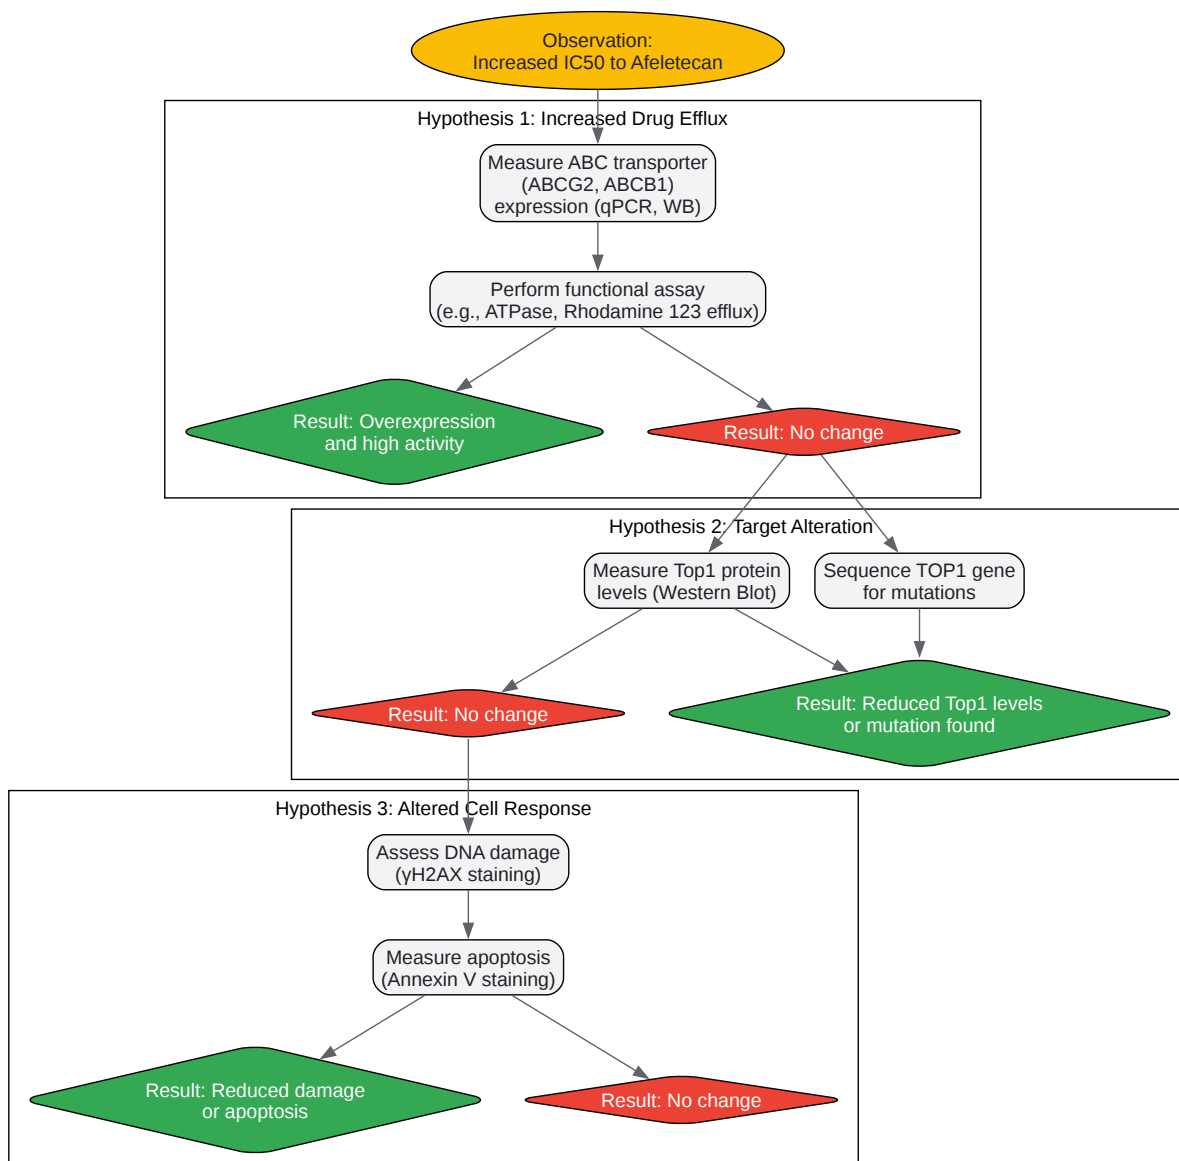 Observation:
Increased IC50 to Afeletecan
Hypothesis 1: Increased Drug Efflux
Measure ABC transporter
(ABCG2, ABCB1)
expression (qPCR, WB)
Perform functional assay
(e.g., ATPase, Rhodamine 123 efflux)
Result: Overexpression
and high activity
Result: No change
Hypothesis 2: Target Alteration
Measure Top1 protein
levels (Western Blot)
Sequence TOP1 gene
for mutations
Result: No change
Result: Reduced Top1 levels
or mutation found
Hypothesis 3: Altered Cell Response
Assess DNA damage
(γH2AX staining)
Measure apoptosis
(Annexin V staining)
Result: Reduced damage
or apoptosis
Result: No change